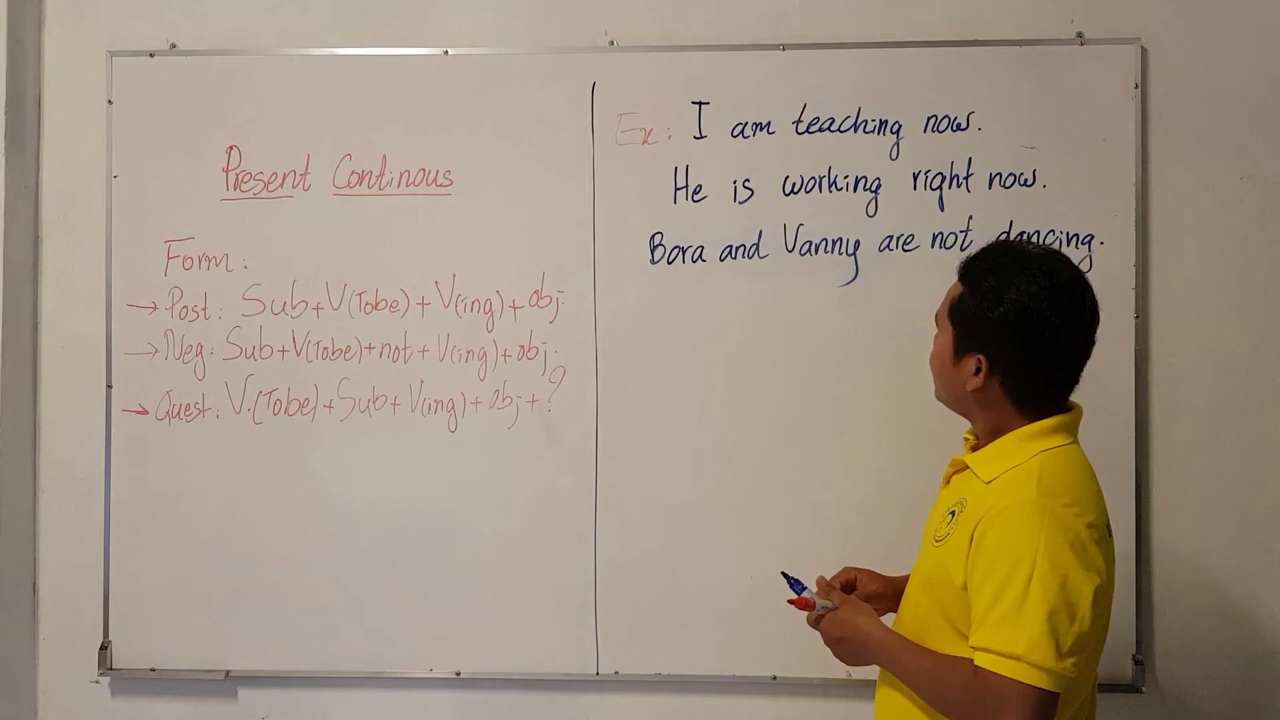 Present Continous
Form:
→ Post: Sub+V(Tobe)+V(ing)+obj.
→ Neg: Sub+V(Tobe)+not+V(ing)+obj.
→ Quest: V.(Tobe)+Sub+V(ing)+obj+?
Ex: I am teaching now.
He is working right now.
Bora and Vanny are not dancing.